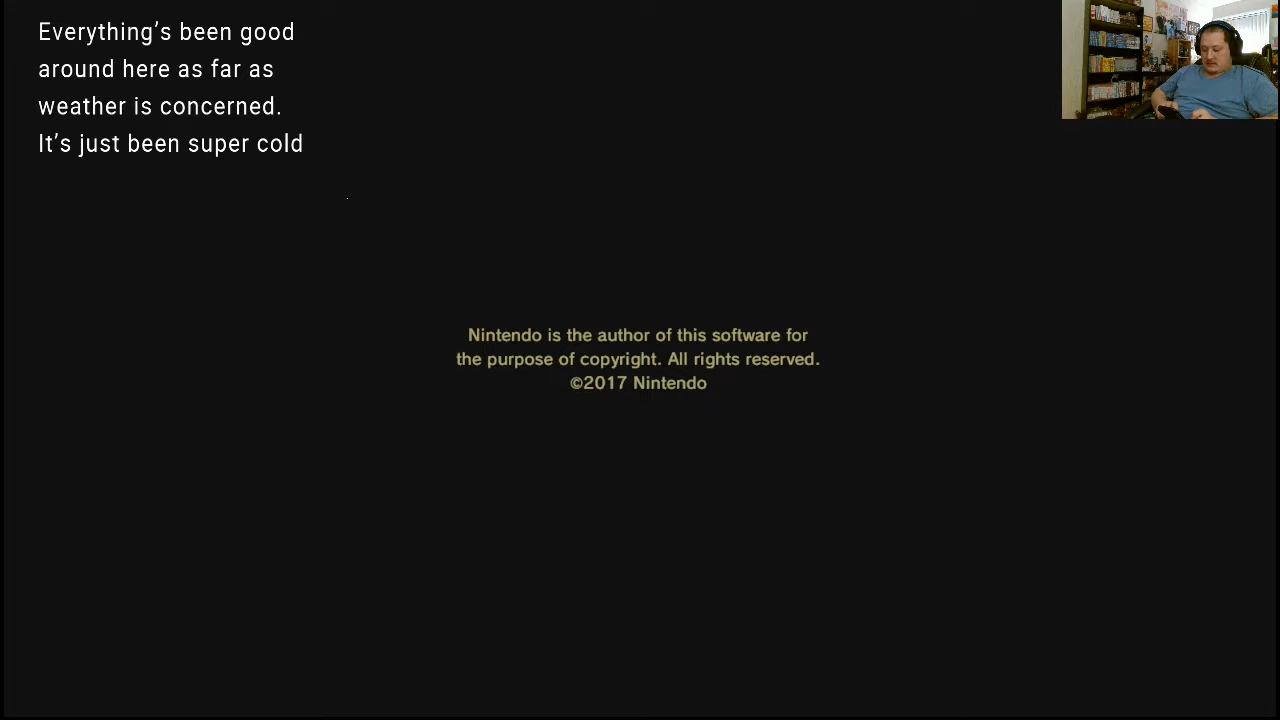 Everything’s been good
around here as far as
weather is concerned.
It’s just been super cold
Nintendo is the author of this software for
the purpose of copyright. All rights reserved.
©2017 Nintendo